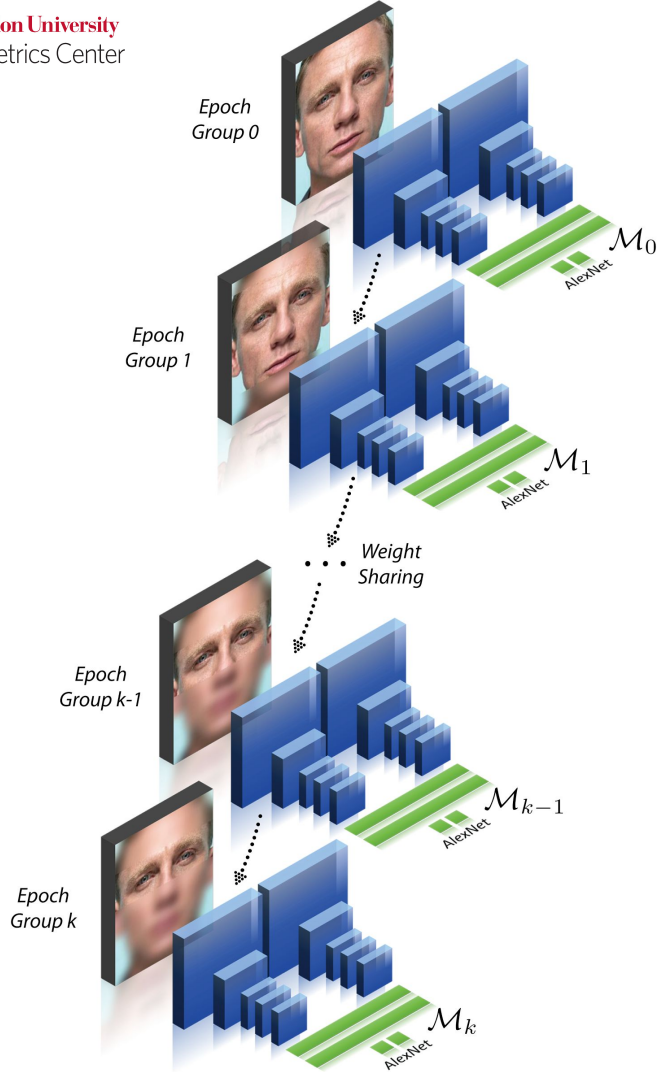 on University
etrics Center
Epoch
Group 0
M0
AlexNet
Epoch
Group 1
M1
AlexNet
Weight
Sharing
Epoch
Group k-1
Mk−1
AlexNet
Epoch
Group k
Mk
AlexNet